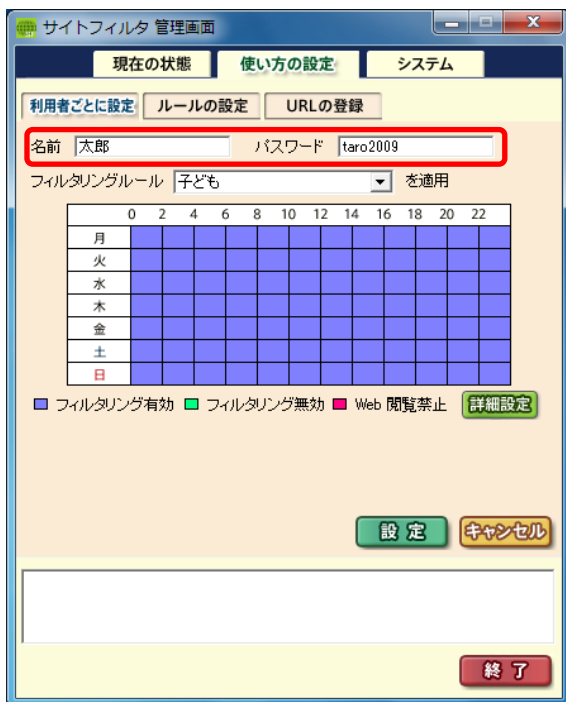 サイトフィルタ 管理画面
現在の状態 使い方の設定 システム
利用者ごとに設定 ルールの設定 URLの登録
名前 太郎 パスワード taro2009
フィルタリングルール 子ども を適用
0 2 4 6 8 10 12 14 16 18 20 22
月
火
水
木
金
土
日
フィルタリング有効 フィルタリング無効 Web 閲覧禁止 詳細設定
設定 キャンセル
終了